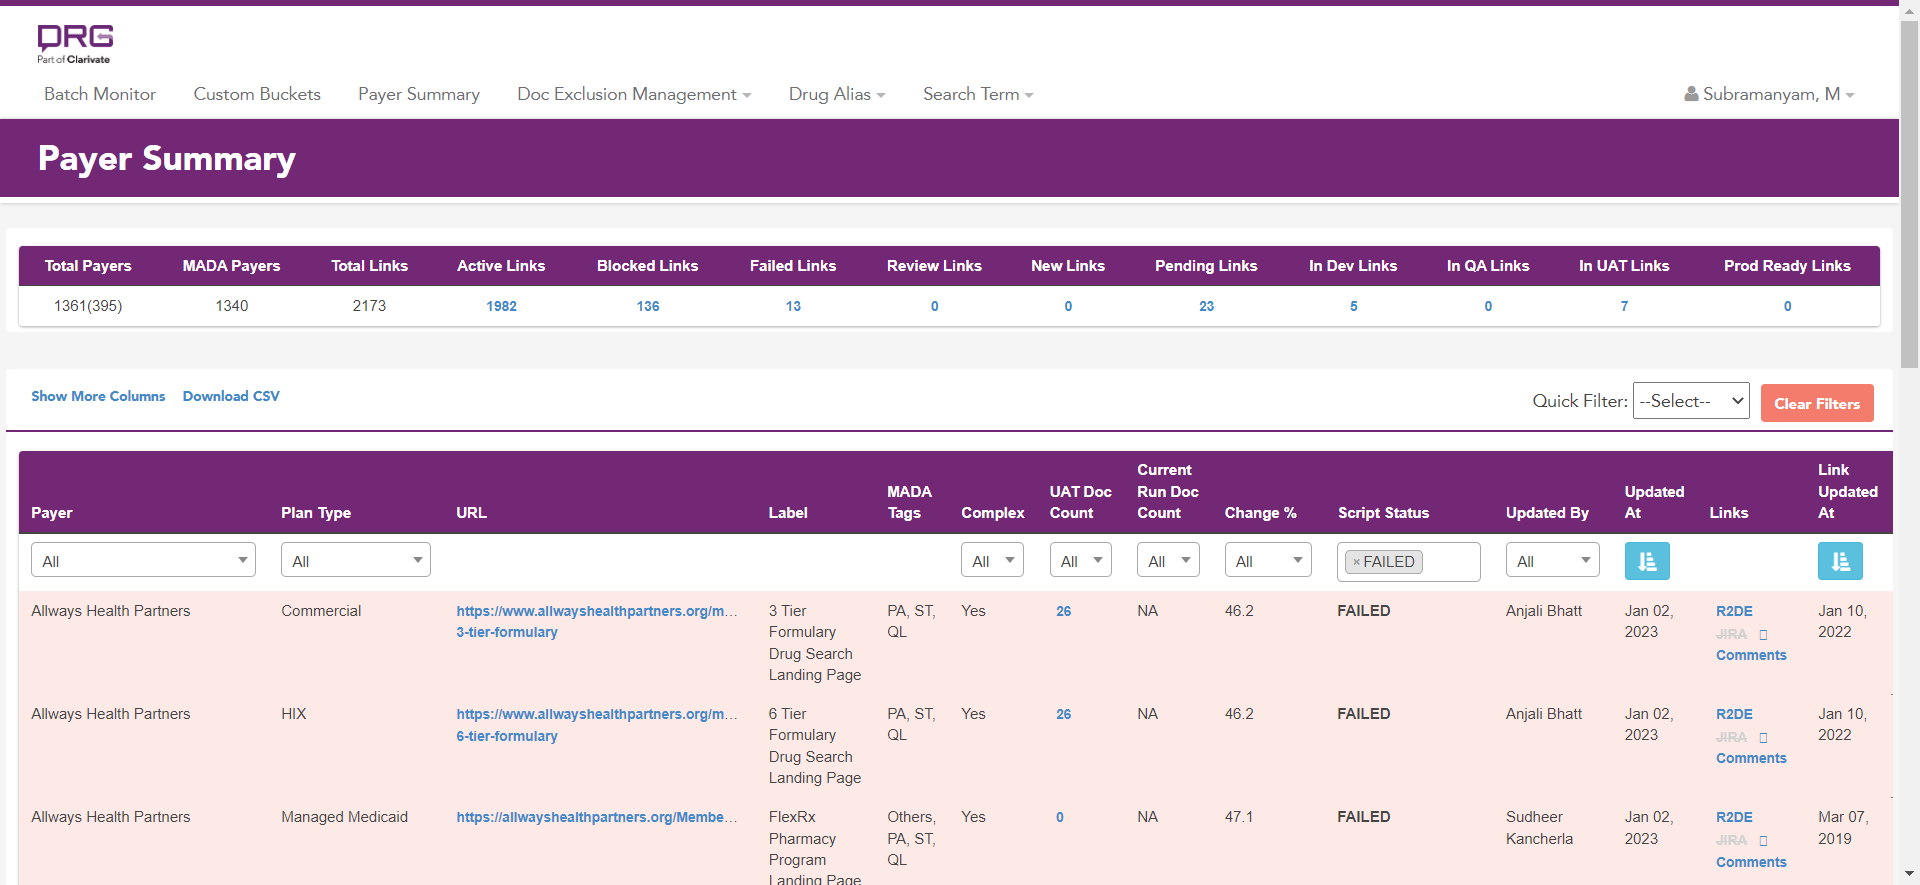 DRG
Part of Clarivate
Batch Monitor Custom Buckets Payer Summary Doc Exclusion Management Drug Alias Search Term Subramanyam, M
Payer Summary
Total Payers MADA Payers Total Links Active Links Blocked Links Failed Links Review Links New Links Pending Links In Dev Links In QA Links In UAT Links Prod Ready Links
1361(395) 1340 2173 1982 136 13 0 0 23 5 0 7 0
Show More Columns Download CSV Quick Filter: --Select-- Clear Filters
Payer Plan Type URL Label MADA Tags Complex UAT Doc Count Current Run Doc Count Change % Script Status Updated By Updated At Links Link Updated At
All All All All All All ×FAILED All
Allways Health Partners Commercial https://www.allwayshealthpartners.org/m… 3 Tier PA, ST, Yes 26 NA 46.2 FAILED Anjali Bhatt Jan 02, R2DE Jan 10,
3-tier-formulary Formulary QL 2023 JIRA 2022
Drug Search Comments
Landing Page
Allways Health Partners HIX https://www.allwayshealthpartners.org/m… 6 Tier PA, ST, Yes 26 NA 46.2 FAILED Anjali Bhatt Jan 02, R2DE Jan 10,
6-tier-formulary Formulary QL 2023 JIRA 2022
Drug Search Comments
Landing Page
Allways Health Partners Managed Medicaid https://allwayshealthpartners.org/Membe… FlexRx Others, Yes 0 NA 47.1 FAILED Sudheer Jan 02, R2DE Mar 07,
Pharmacy PA, ST, Kancherla 2023 JIRA 2019
Program QL Comments
Landing Page